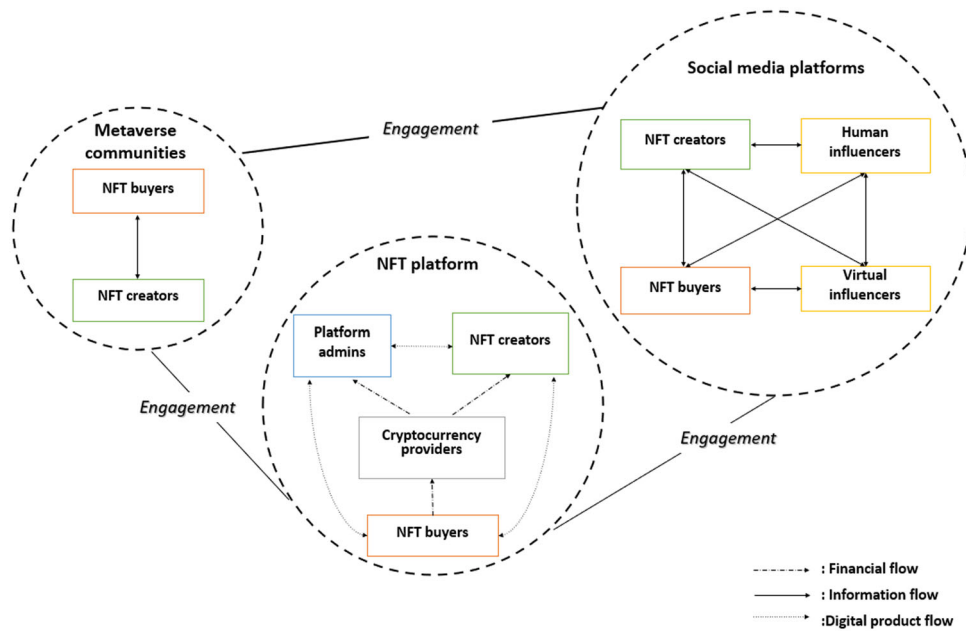 Social media platforms
Engagement
Metaverse
communities
NFT buyers
NFT creators
NFT creators
Human
influencers
NFT buyers
Virtual
influencers
NFT platform
Platform
admins
NFT creators
Cryptocurrency
providers
NFT buyers
Engagement
Engagement
: Financial flow
: Information flow
:Digital product flow